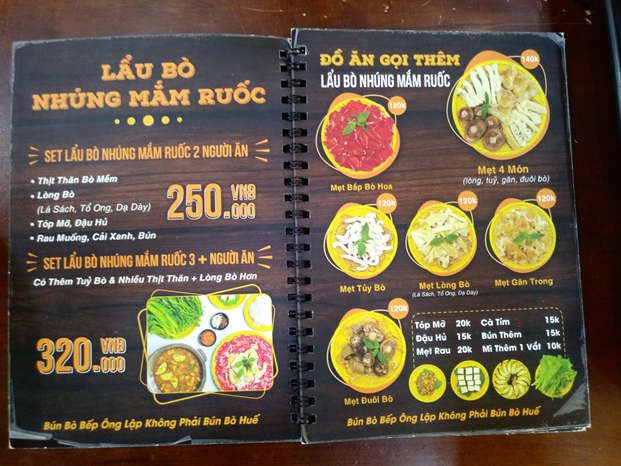 LẨU BÒ
NHÚNG MẮM RUỐC
SET LẨU BÒ NHÚNG MẮM RUỐC 2 NGƯỜI ĂN
• Thịt Thăn Bò Mềm
• Lòng Bò
(Lá Sách, Tổ Ong, Dạ Dày)
• Tóp Mỡ, Đậu Hủ
• Rau Muống, Cải Xanh, Bún
250.000 VNĐ
SET LẨU BÒ NHÚNG MẮM RUỐC 3 + NGƯỜI ĂN
Có Thêm Tuỷ Bò & Nhiều Thịt Thăn + Lòng Bò Hơn
320.000 VNĐ
Bún Bò Bếp Ông Lập Không Phải Bún Bò Huế
ĐỒ ĂN GỌI THÊM
LẨU BÒ NHÚNG MẮM RUỐC
120k
Mẹt Bắp Bò Hoa
140k
Mẹt 4 Món
(lòng, tuỷ, gân, đuôi bò)
120k
Mẹt Tủy Bò
120k
Mẹt Lòng Bò
(Lá Sách, Tổ Ong, Dạ Dày)
120k
Mẹt Gân Trong
120k
Mẹt Đuôi Bò
Tóp Mỡ 20k Cà Tím 15k
Đậu Hủ 15k Bún Thêm 15k
Mẹt Rau 20k Mì Thêm 1 Vắt 10k
Bún Bò Bếp Ông Lập Không Phải Bún Bò Huế